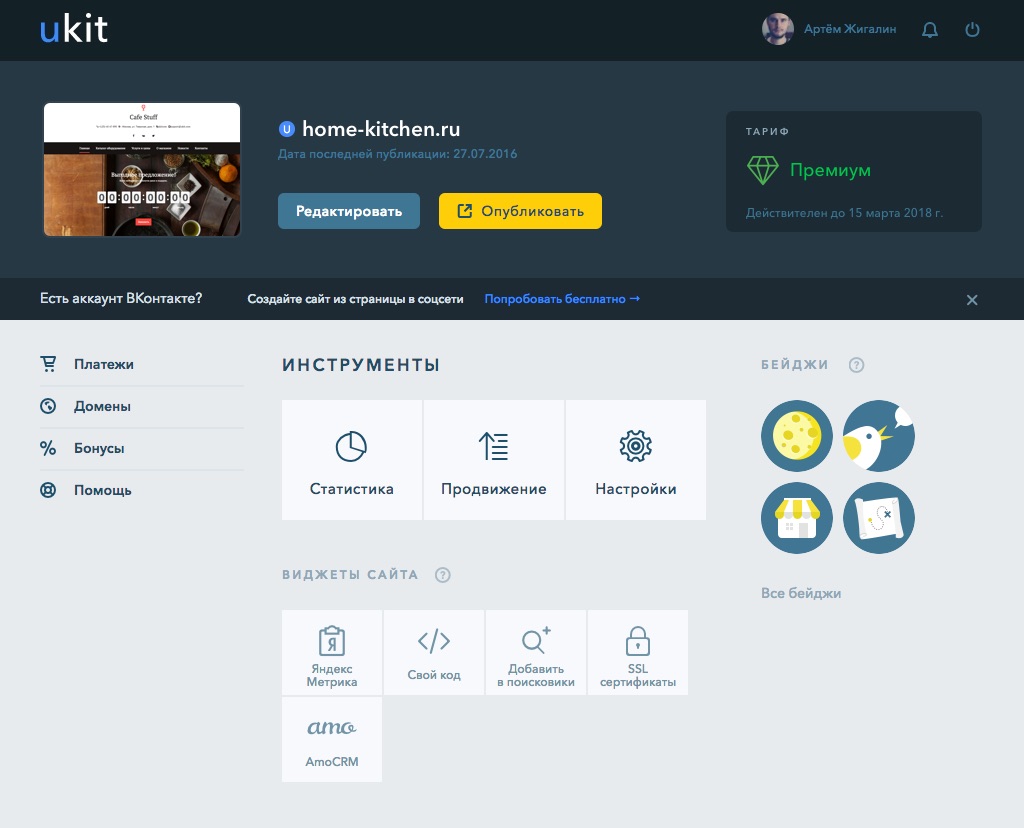 ukit
Артём Жигалин
Cafe Stuff
Выгодное предложение!
00:00:00:00
U home-kitchen.ru
Дата последней публикации: 27.07.2016
Редактировать
Опубликовать
ТАРИФ
Премиум
Действителен до 15 марта 2018 г.
Есть аккаунт ВКонтакте?
Создайте сайт из страницы в соцсети
Попробовать бесплатно →
Платежи
Домены
Бонусы
Помощь
ИНСТРУМЕНТЫ
Статистика
Продвижение
Настройки
ВИДЖЕТЫ САЙТА ?
Я
Яндекс
Метрика
Свой код
Добавить
в поисковики
SSL
сертификаты
amo
AmoCRM
БЕЙДЖИ ?
Все бейджи